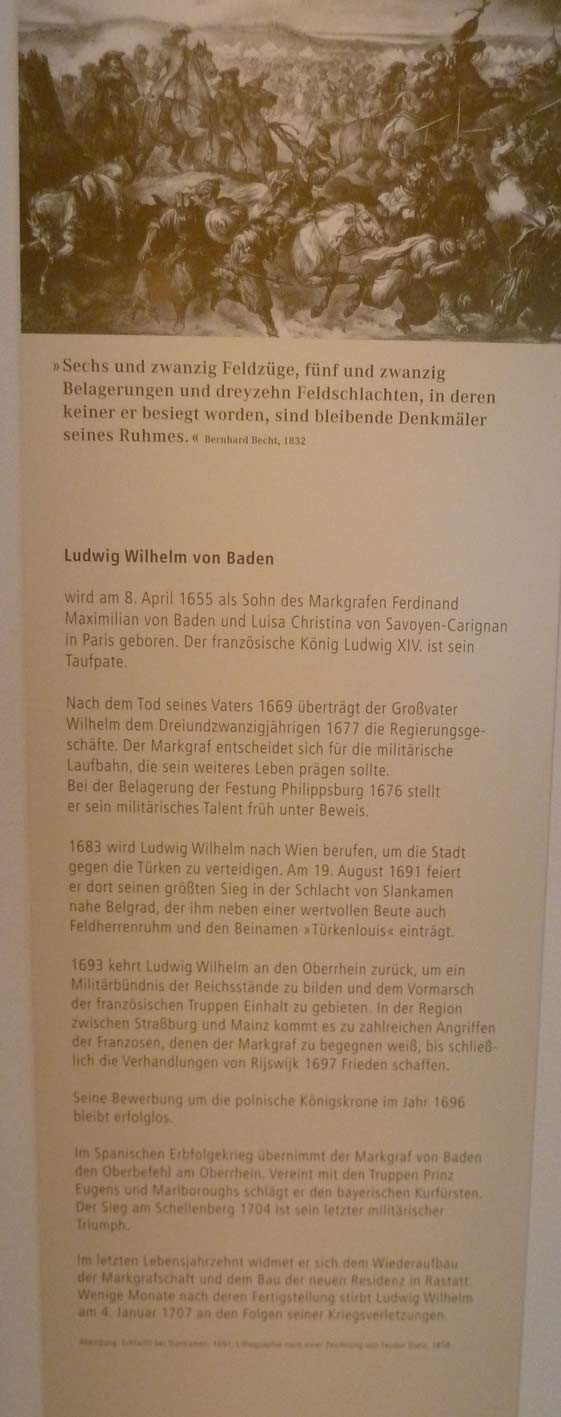 »Sechs und zwanzig Feldzüge, fünf und zwanzig
Belagerungen und dreyzehn Feldschlachten, in deren
keiner er besiegt worden, sind bleibende Denkmäler
seines Ruhmes.« Bernhard Becht, 1832
Ludwig Wilhelm von Baden
wird am 8. April 1655 als Sohn des Markgrafen Ferdinand
Maximilian von Baden und Luisa Christina von Savoyen-Carignan
in Paris geboren. Der französische König Ludwig XIV. ist sein
Taufpate.
Nach dem Tod seines Vaters 1669 überträgt der Großvater
Wilhelm dem Dreiundzwanzigjährigen 1677 die Regierungsge-
schäfte. Der Markgraf entscheidet sich für die militärische
Laufbahn, die sein weiteres Leben prägen sollte.
Bei der Belagerung der Festung Philippsburg 1676 stellt
er sein militärisches Talent früh unter Beweis.
1683 wird Ludwig Wilhelm nach Wien berufen, um die Stadt
gegen die Türken zu verteidigen. Am 19. August 1691 feiert
er dort seinen größten Sieg in der Schlacht von Slankamen
nahe Belgrad, der ihm neben einer wertvollen Beute auch
Feldherrenruhm und den Beinamen »Türkenlouis« einträgt.
1693 kehrt Ludwig Wilhelm an den Oberrhein zurück, um ein
Militärbündnis der Reichsstände zu bilden und dem Vormarsch
der französischen Truppen Einhalt zu gebieten. In der Region
zwischen Straßburg und Mainz kommt es zu zahlreichen Angriffen
der Franzosen, denen der Markgraf zu begegnen weiß, bis schließ-
lich die Verhandlungen von Rijswijk 1697 Frieden schaffen.
Seine Bewerbung um die polnische Königskrone im Jahr 1696
bleibt erfolglos.
Im Spanischen Erbfolgekrieg übernimmt der Markgraf von Baden
den Oberbefehl am Oberrhein. Vereint mit den Truppen Prinz
Eugens und Marlboroughs schlägt er den bayerischen Kurfürsten.
Der Sieg am Schellenberg 1704 ist sein letzter militärischer
Triumph.
Im letzten Lebensjahrzehnt widmet er sich dem Wiederaufbau
der Markgrafschaft und dem Bau der neuen Residenz in Rastatt.
Wenige Monate nach deren Fertigstellung stirbt Ludwig Wilhelm
am 4. Januar 1707 an den Folgen seiner Kriegsverletzungen.
Abbildung: Schlacht bei Slankamen, 1691, Lithographie nach einer Zeichnung von